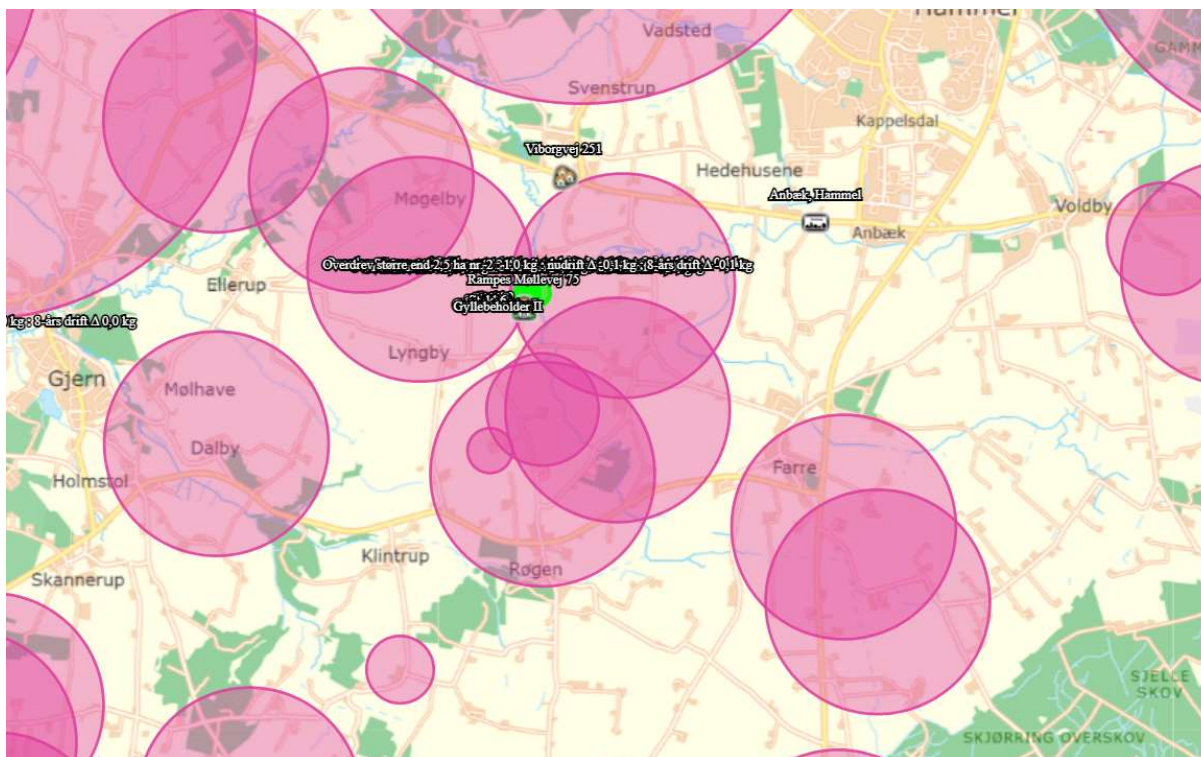 Hammel
Vadsted
GAMM
Svenstrup
Kappelsdal
Viborgvej 251
Hedehusene
Anbæk, Hammel
Møgelby
Voldby
Anbæk
Overdrev større end 2,5 ha nr. 2 : 1,0 kg : nudrift Δ -0,1 kg : 8-års drift Δ -0,1 kg
Rampes Møllevej 75
Ellerup
Gyllebeholder II
kg : 8-års drift Δ 0,0 kg
Lyngby
Gjern
Mølhave
Dalby
Farre
Holmstol
Klintrup
Røgen
Skannerup
SJELLE
SKOV
SKJØRRING OVERSKOV